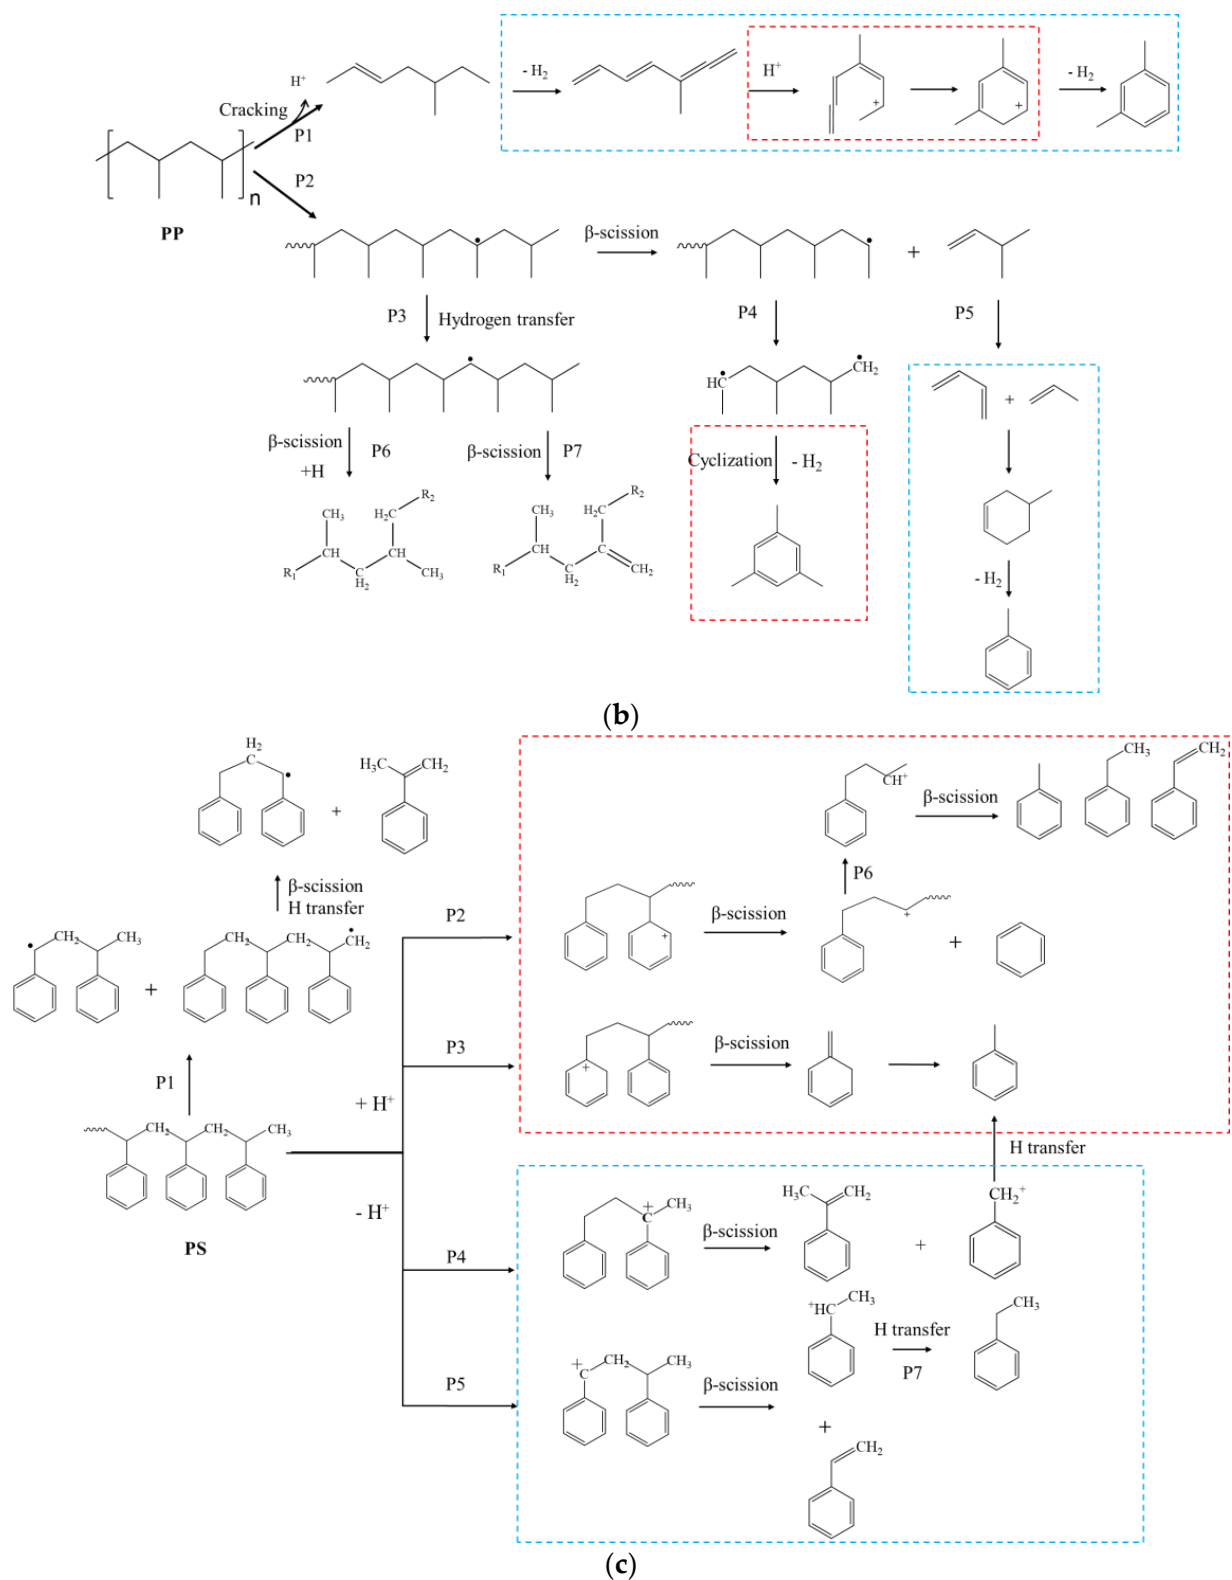 - H2
H+
- H2
H+
Cracking
P1
P2
n
PP
+
β-scission
+
P3
Hydrogen transfer
P4
P5
HC
CH2
+
β-scission
P6
+H
β-scission
P7
Cyclization
- H2
R2
R2
CH3
H2C
CH3
H2C
CH
CH
CH
R1
C
H2
CH3
R1
C
H2
CH2
- H2
(b)
H2
C
H3C
CH2
+
CH+
β-scission
CH3
CH2
P6
β-scission
H transfer
P2
β-scission
+
+
+
CH2
CH3
CH2
CH2
CH2
+
P1
P3
β-scission
+
+ H+
CH2
CH2
CH3
- H+
PS
H transfer
P4
+
C
CH3
β-scission
H3C
CH2
+
CH2+
+HC
CH3
H transfer
P7
CH3
P5
+
C
CH2
CH3
β-scission
+
CH2
(c)